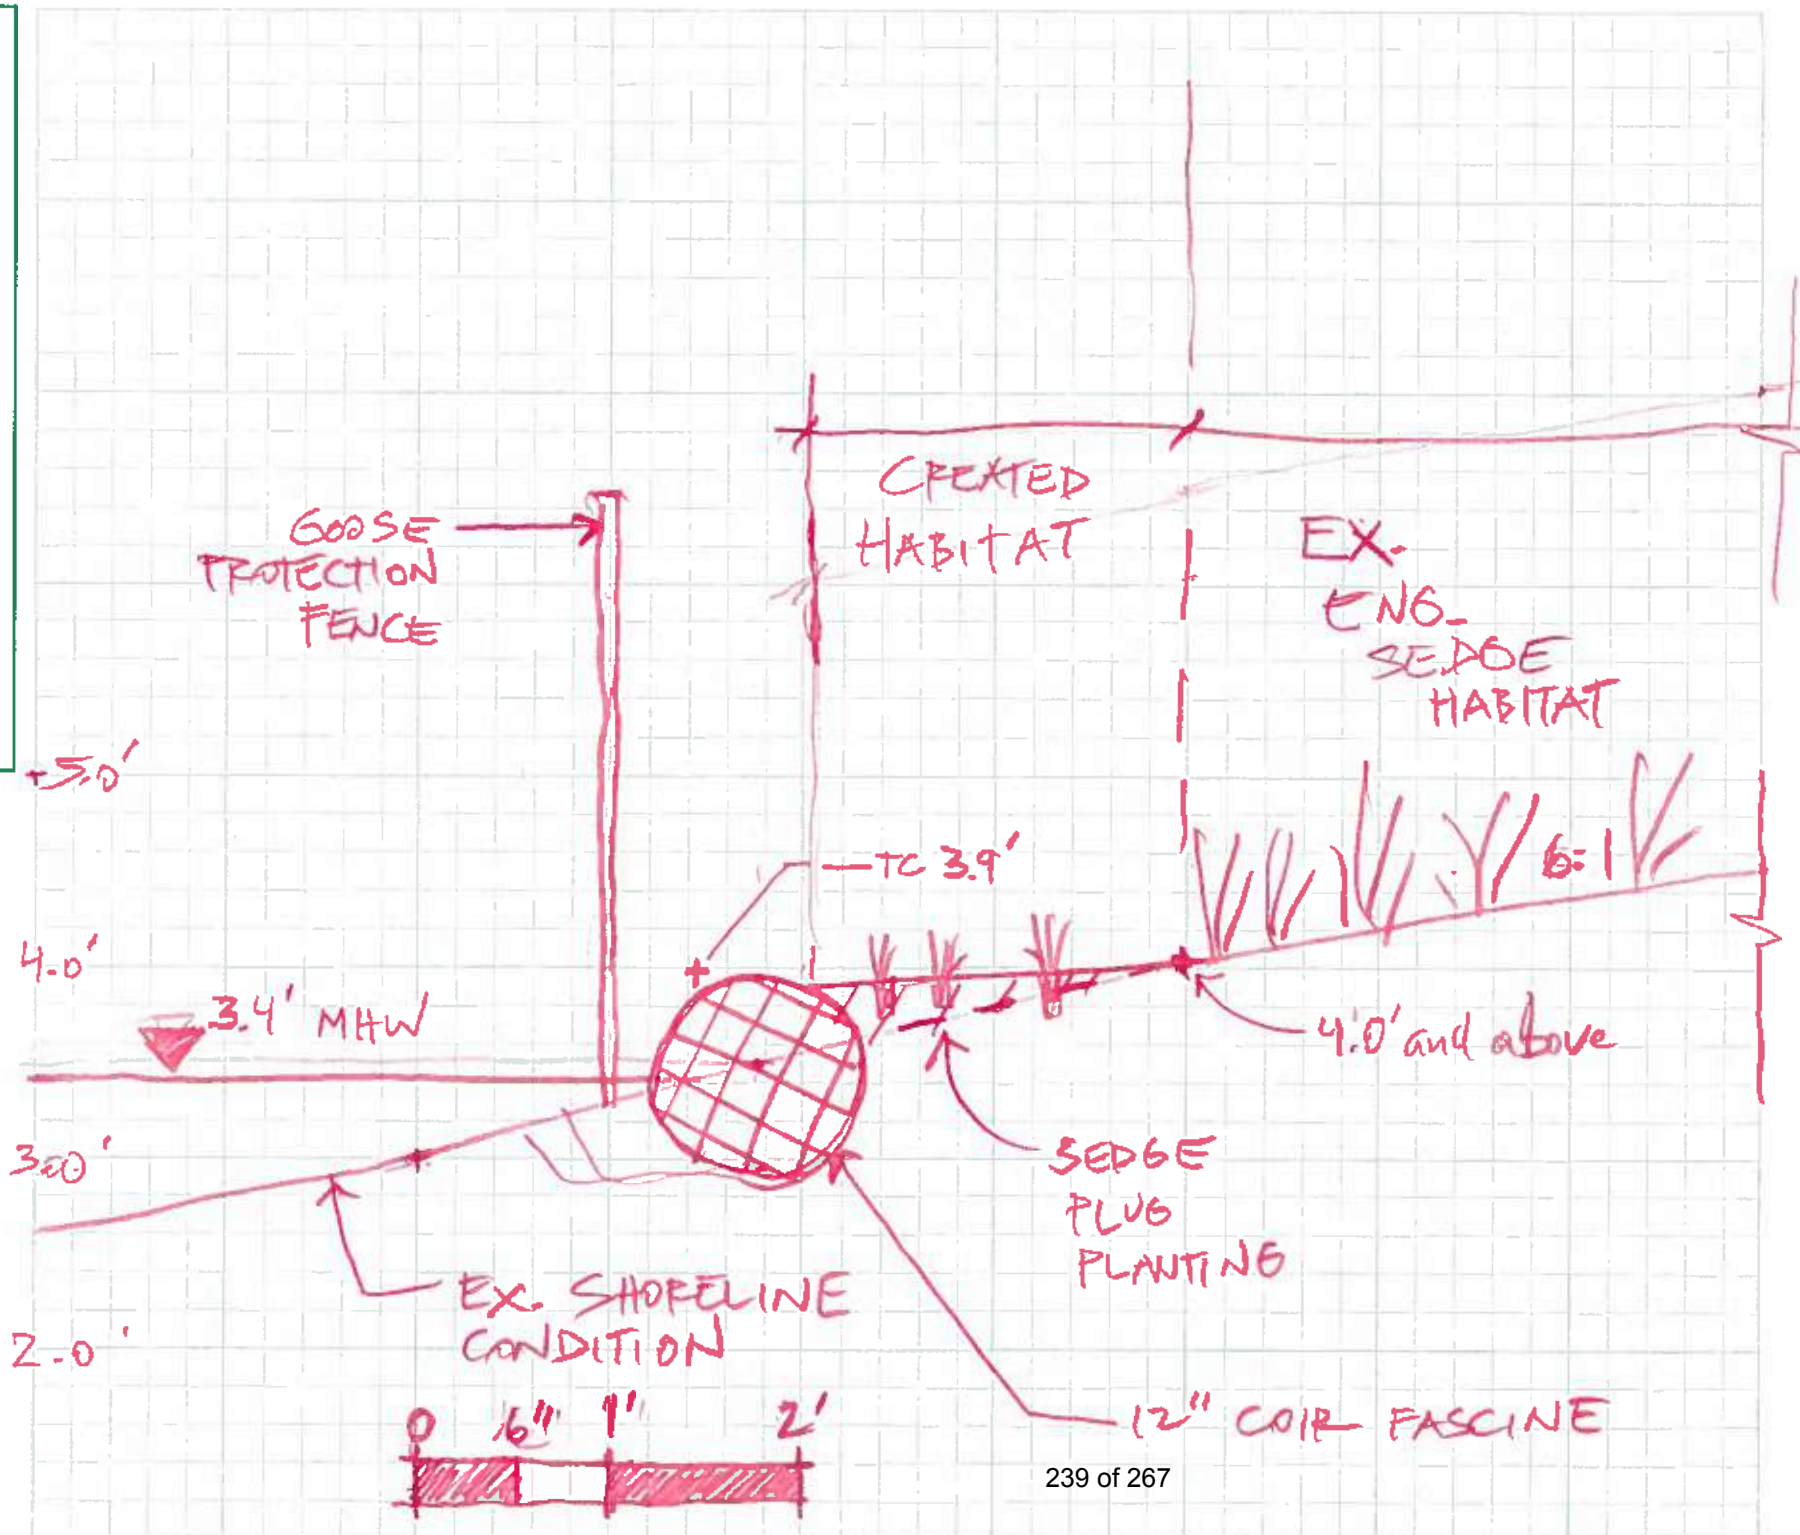 CREATED
HABITAT
GOOSE
PROTECTION
FENCE
EX.
ENG.
SEDGE
HABITAT
+5.0'
TC 3.9'
6:1
4.0'
3.4' MHW
4.0' and above
3.0'
SEDGE
PLUG
PLANTING
EX. SHORELINE
CONDITION
2.0'
0 6" 1' 2'
12" COIR FASCINE
239 of 267